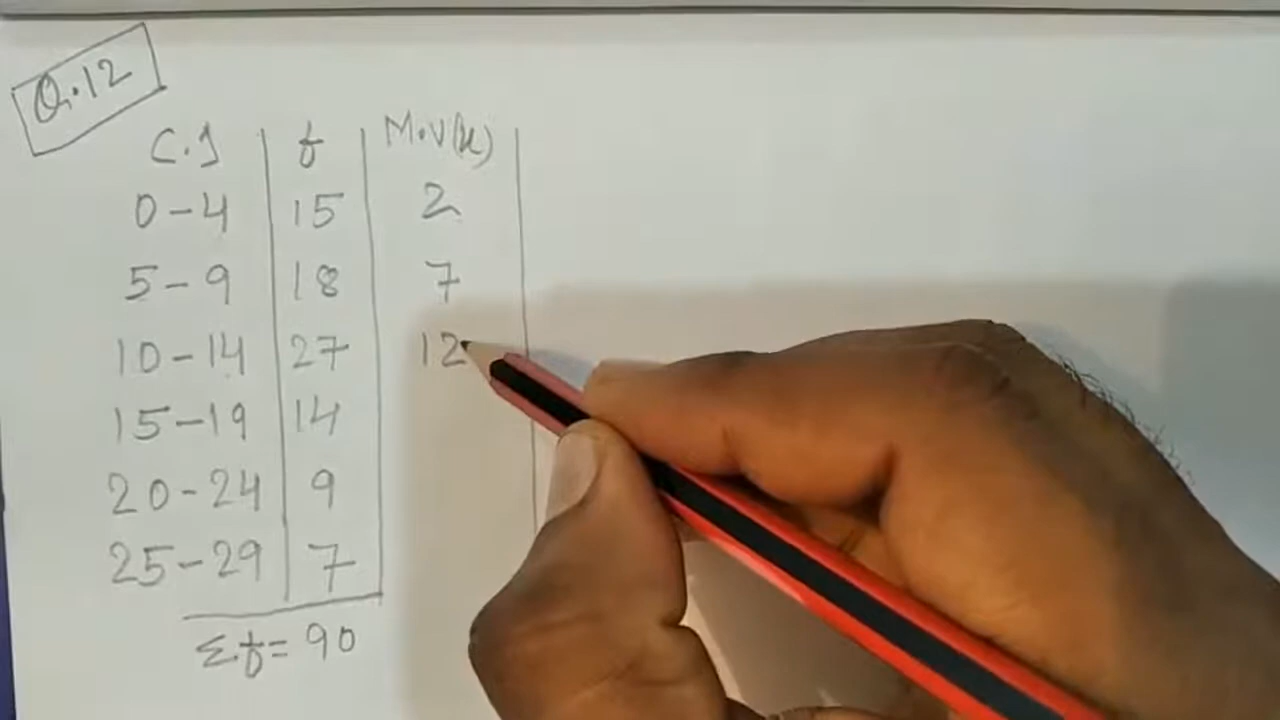 Q.12
C.I f M.V(x)
0-4 15 2
5-9 18 7
10-14 27 12
15-19 14
20-24 9
25-29 7
Σf=90